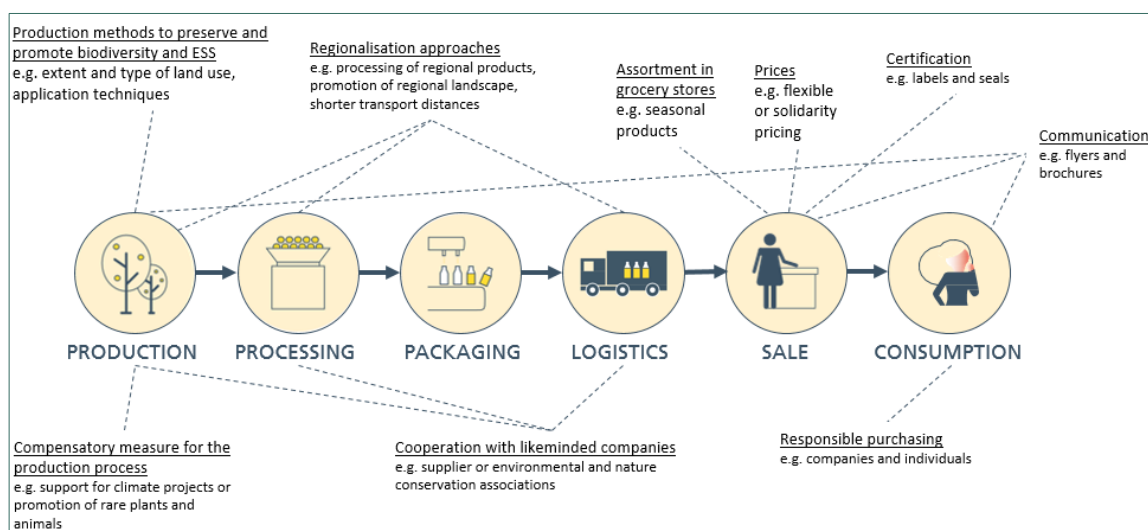 Production methods to preserve and
promote biodiversity and ESS
e.g. extent and type of land use,
application techniques
Regionalisation approaches
e.g. processing of regional products,
promotion of regional landscape,
shorter transport distances
Assortment in
grocery stores
e.g. seasonal
products
Prices
e.g. flexible
or solidarity
pricing
Certification
e.g. labels and seals
Communication
e.g. flyers and
brochures
PRODUCTION
PROCESSING
PACKAGING
LOGISTICS
SALE
CONSUMPTION
Compensatory measure for the
production process
e.g. support for climate projects or
promotion of rare plants and
animals
Cooperation with likeminded companies
e.g. supplier or environmental and nature
conservation associations
Responsible purchasing
e.g. companies and individuals